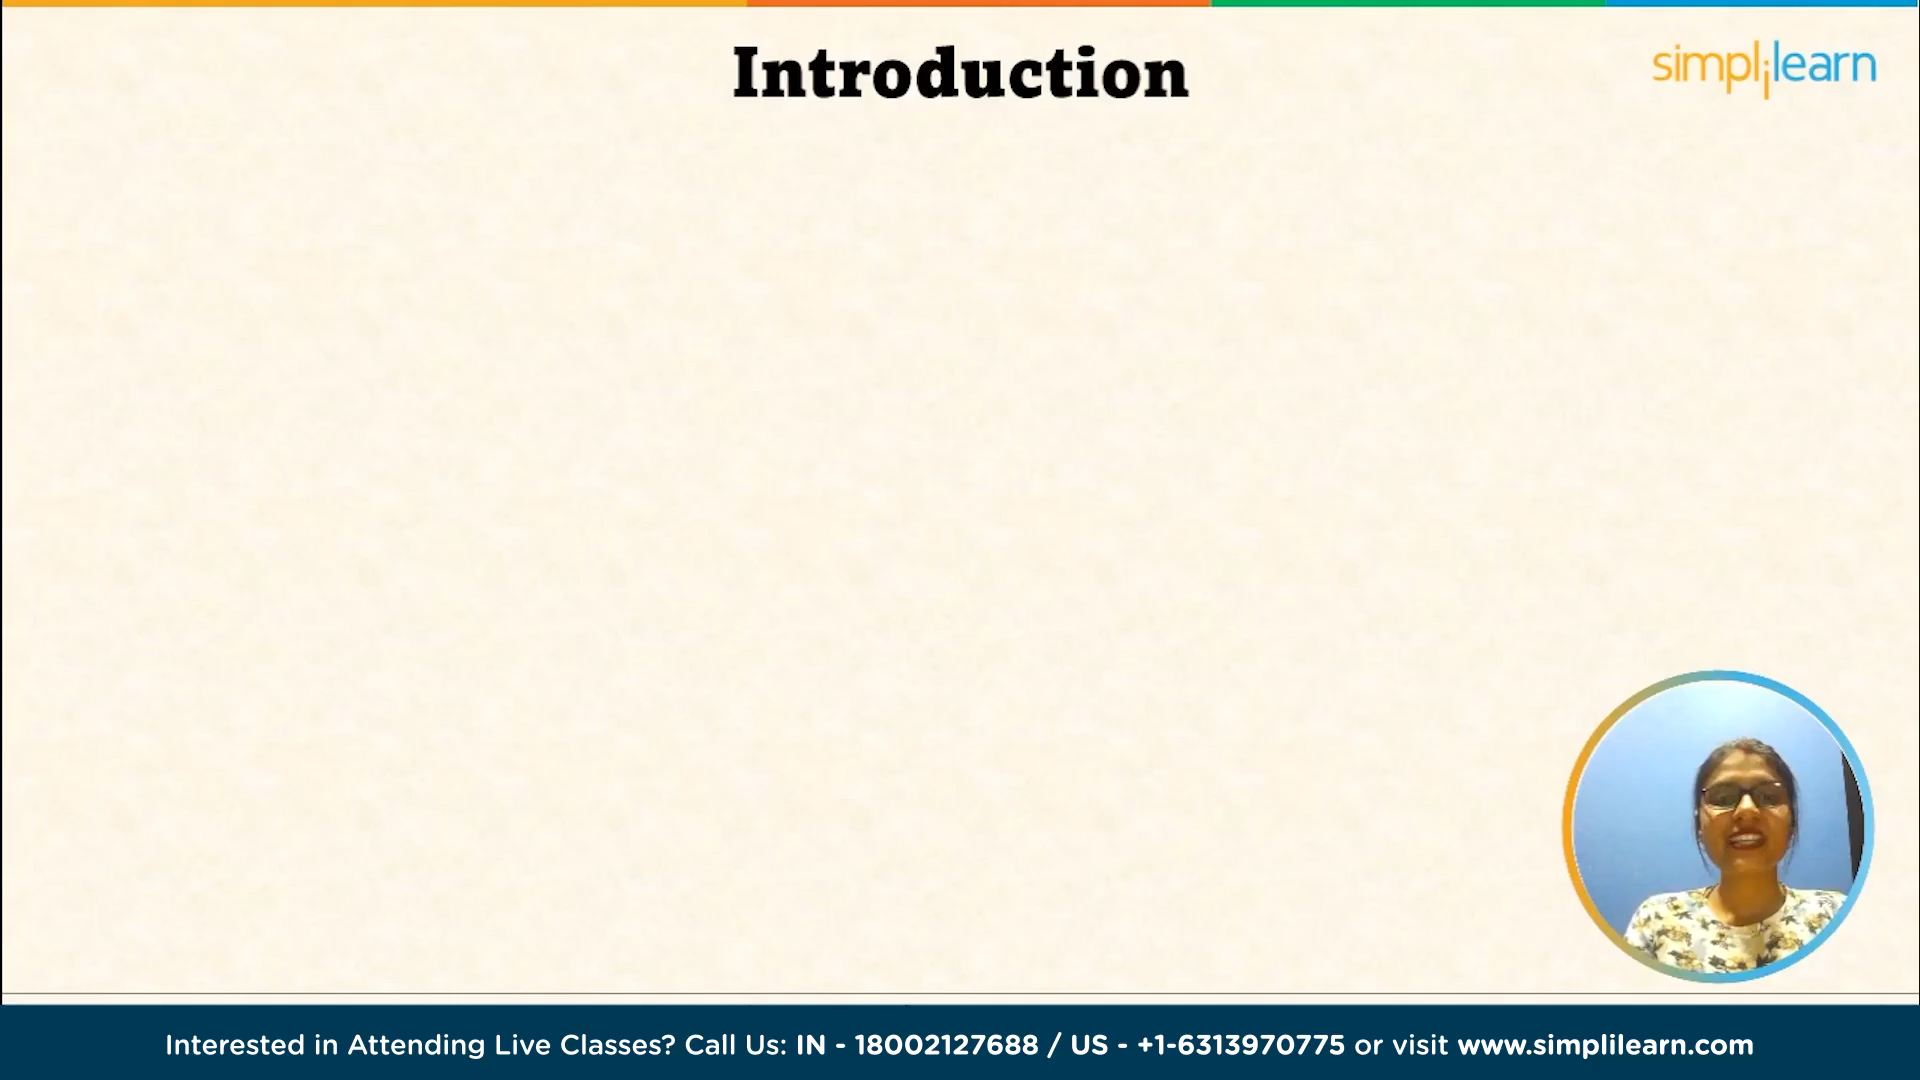 Introduction
simplilearn
Interested in Attending Live Classes? Call Us: IN - 18002127688 / US - +1-6313970775 or visit www.simplilearn.com